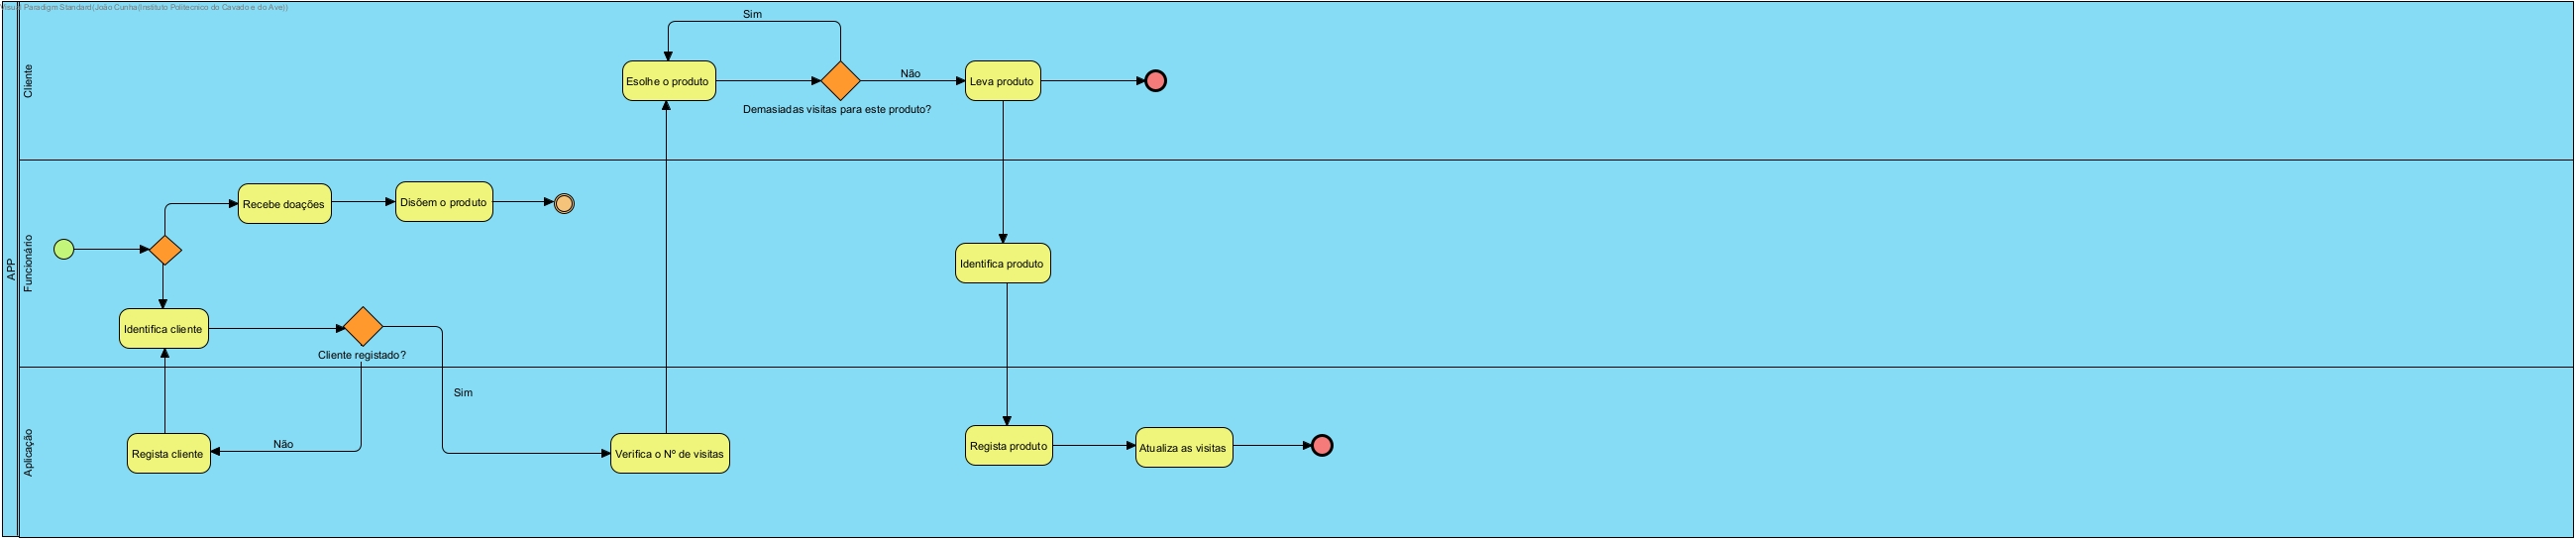 Visual Paradigm Standard(João Cunha(Instituto Politecnico do Cavado e do Ave))
APP
Cliente
Sim
Esolhe o produto
Demasiadas visitas para este produto?
Não
Leva produto
Funcionário
Recebe doações
Disõem o produto
Identifica cliente
Cliente registado?
Identifica produto
Aplicação
Sim
Não
Regista cliente
Verifica o Nº de visitas
Regista produto
Atualiza as visitas